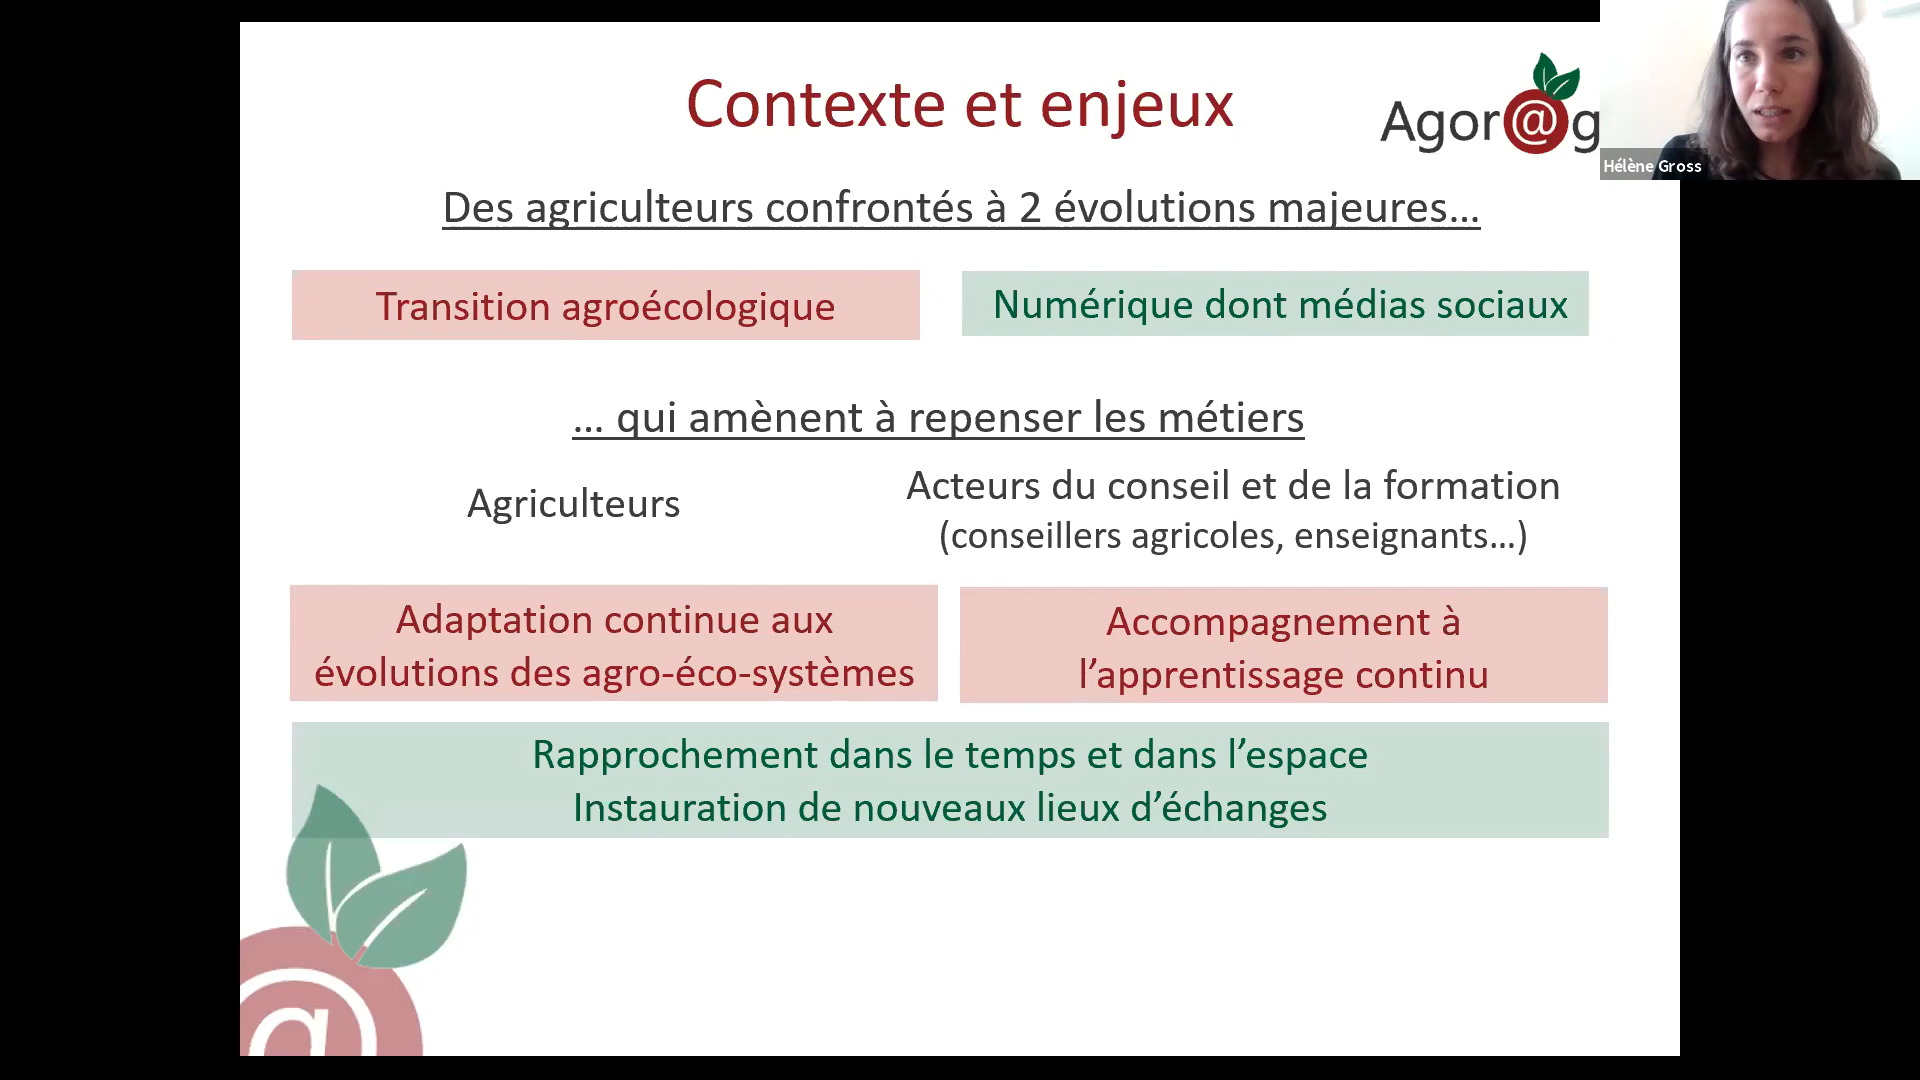 Contexte et enjeux
Agor@g
Hélène Gross
Des agriculteurs confrontés à 2 évolutions majeures...
Transition agroécologique
Numérique dont médias sociaux
... qui amènent à repenser les métiers
Agriculteurs
Acteurs du conseil et de la formation
(conseillers agricoles, enseignants...)
Adaptation continue aux
évolutions des agro-éco-systèmes
Accompagnement à
l’apprentissage continu
Rapprochement dans le temps et dans l’espace
Instauration de nouveaux lieux d’échanges
@